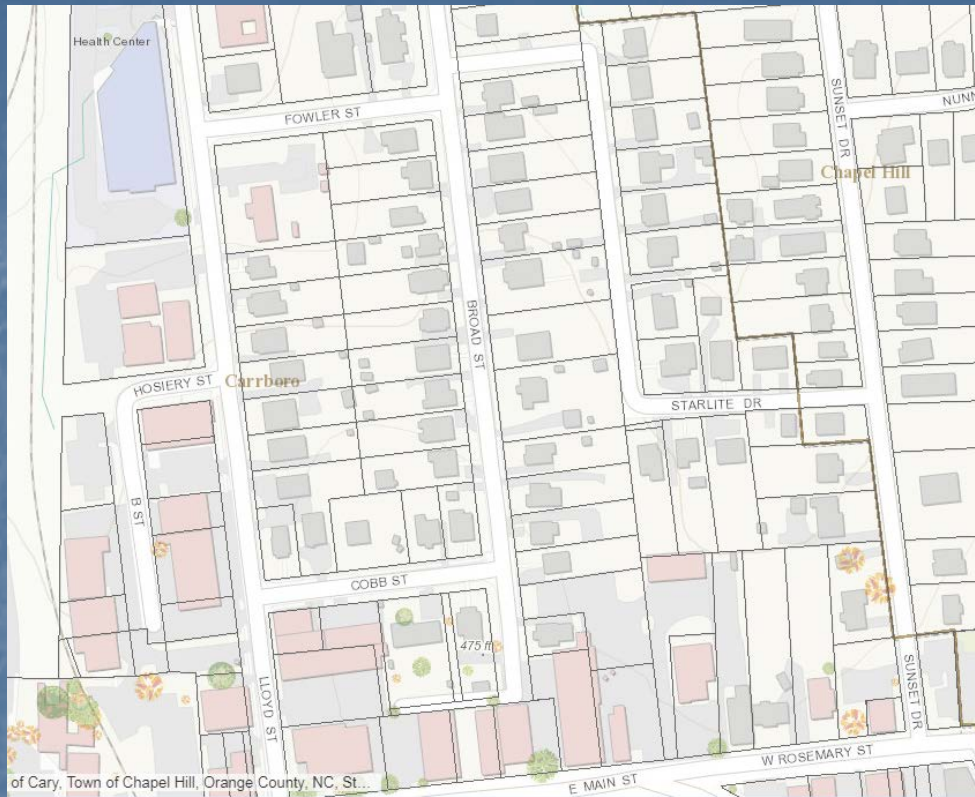 Health Center
FOWLER ST
SUNSET DR
NUNN
Chapel Hill
BROAD ST
HOSIERY ST
Carrboro
STARLITE DR
B ST
COBB ST
475 ft
LLOYD ST
SUNSET DR
W ROSEMARY ST
E MAIN ST
of Cary, Town of Chapel Hill, Orange County, NC, St...